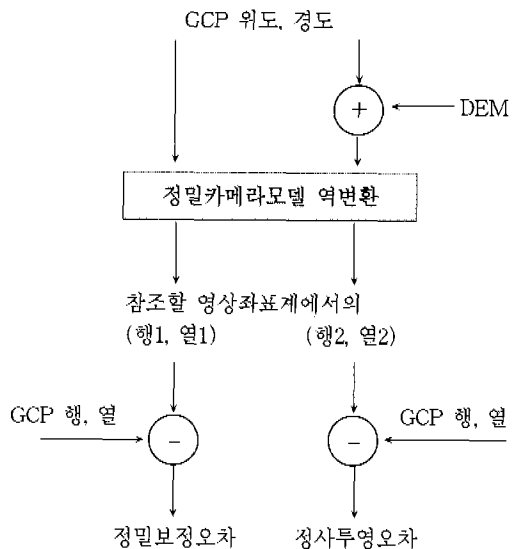 GCP 위도, 경도
+
DEM
정밀카메라모델 역변환
참조할 영상좌표계에서의
(행1, 열1) (행2, 열2)
GCP 행, 열
GCP 행, 열
−
−
정밀보정오차
정사투영오차